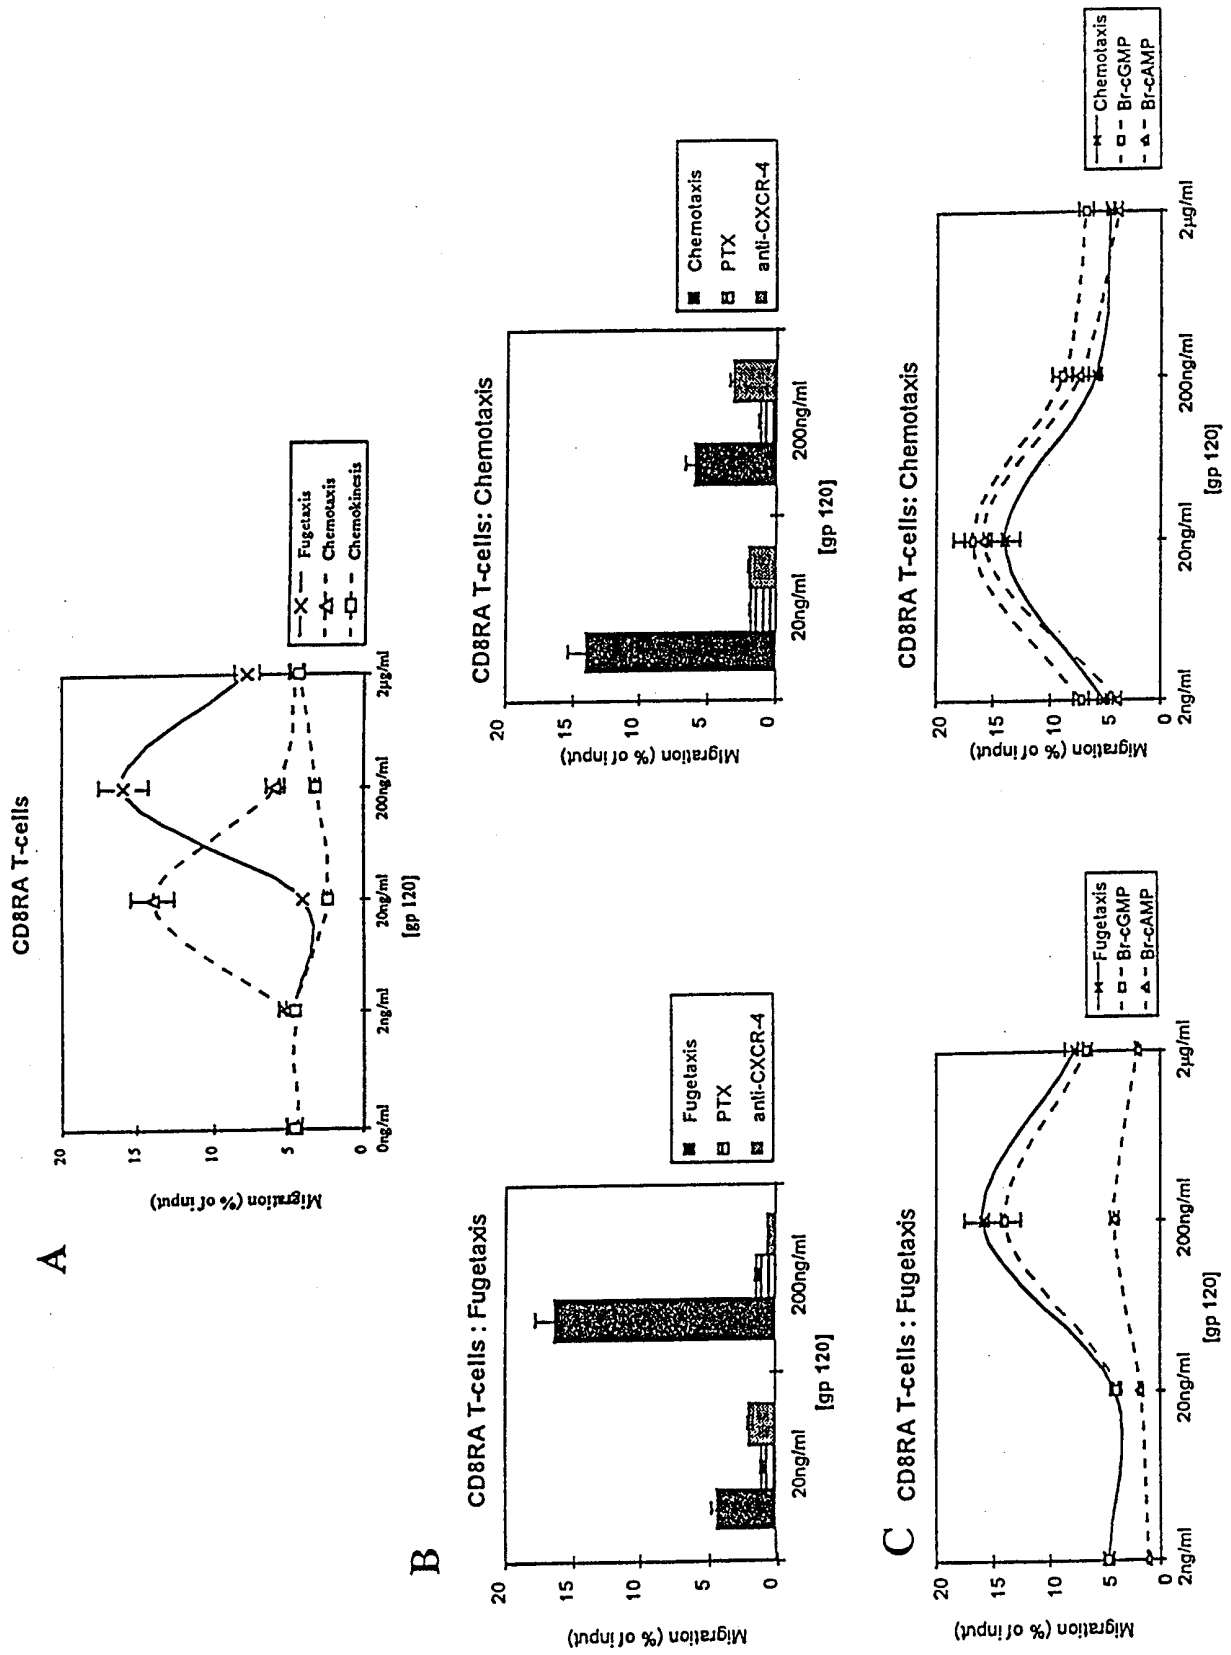 A
CD8RA T-cells
Migration (% of input)
20
15
10
5
0
0ng/ml
2ng/ml
20ng/ml
200ng/ml
2µg/ml
[gp 120]
Fugetaxis
Chemotaxis
Chemokinesis
B
CD8RA T-cells : Fugetaxis
Migration (% of input)
20
15
10
5
0
20ng/ml
200ng/ml
[gp 120]
Fugetaxis
PTX
anti-CXCR-4
CD8RA T-cells: Chemotaxis
Migration (% of input)
20
15
10
5
0
20ng/ml
200ng/ml
[gp 120]
Chemotaxis
PTX
anti-CXCR-4
C
CD8RA T-cells : Fugetaxis
Migration (% of input)
20
15
10
5
0
2ng/ml
20ng/ml
200ng/ml
2µg/ml
[gp 120]
Fugetaxis
Br-cGMP
Br-cAMP
CD8RA T-cells: Chemotaxis
Migration (% of input)
20
15
10
5
0
2ng/ml
20ng/ml
200ng/ml
2µg/ml
[gp 120]
Chemotaxis
Br-cGMP
Br-cAMP